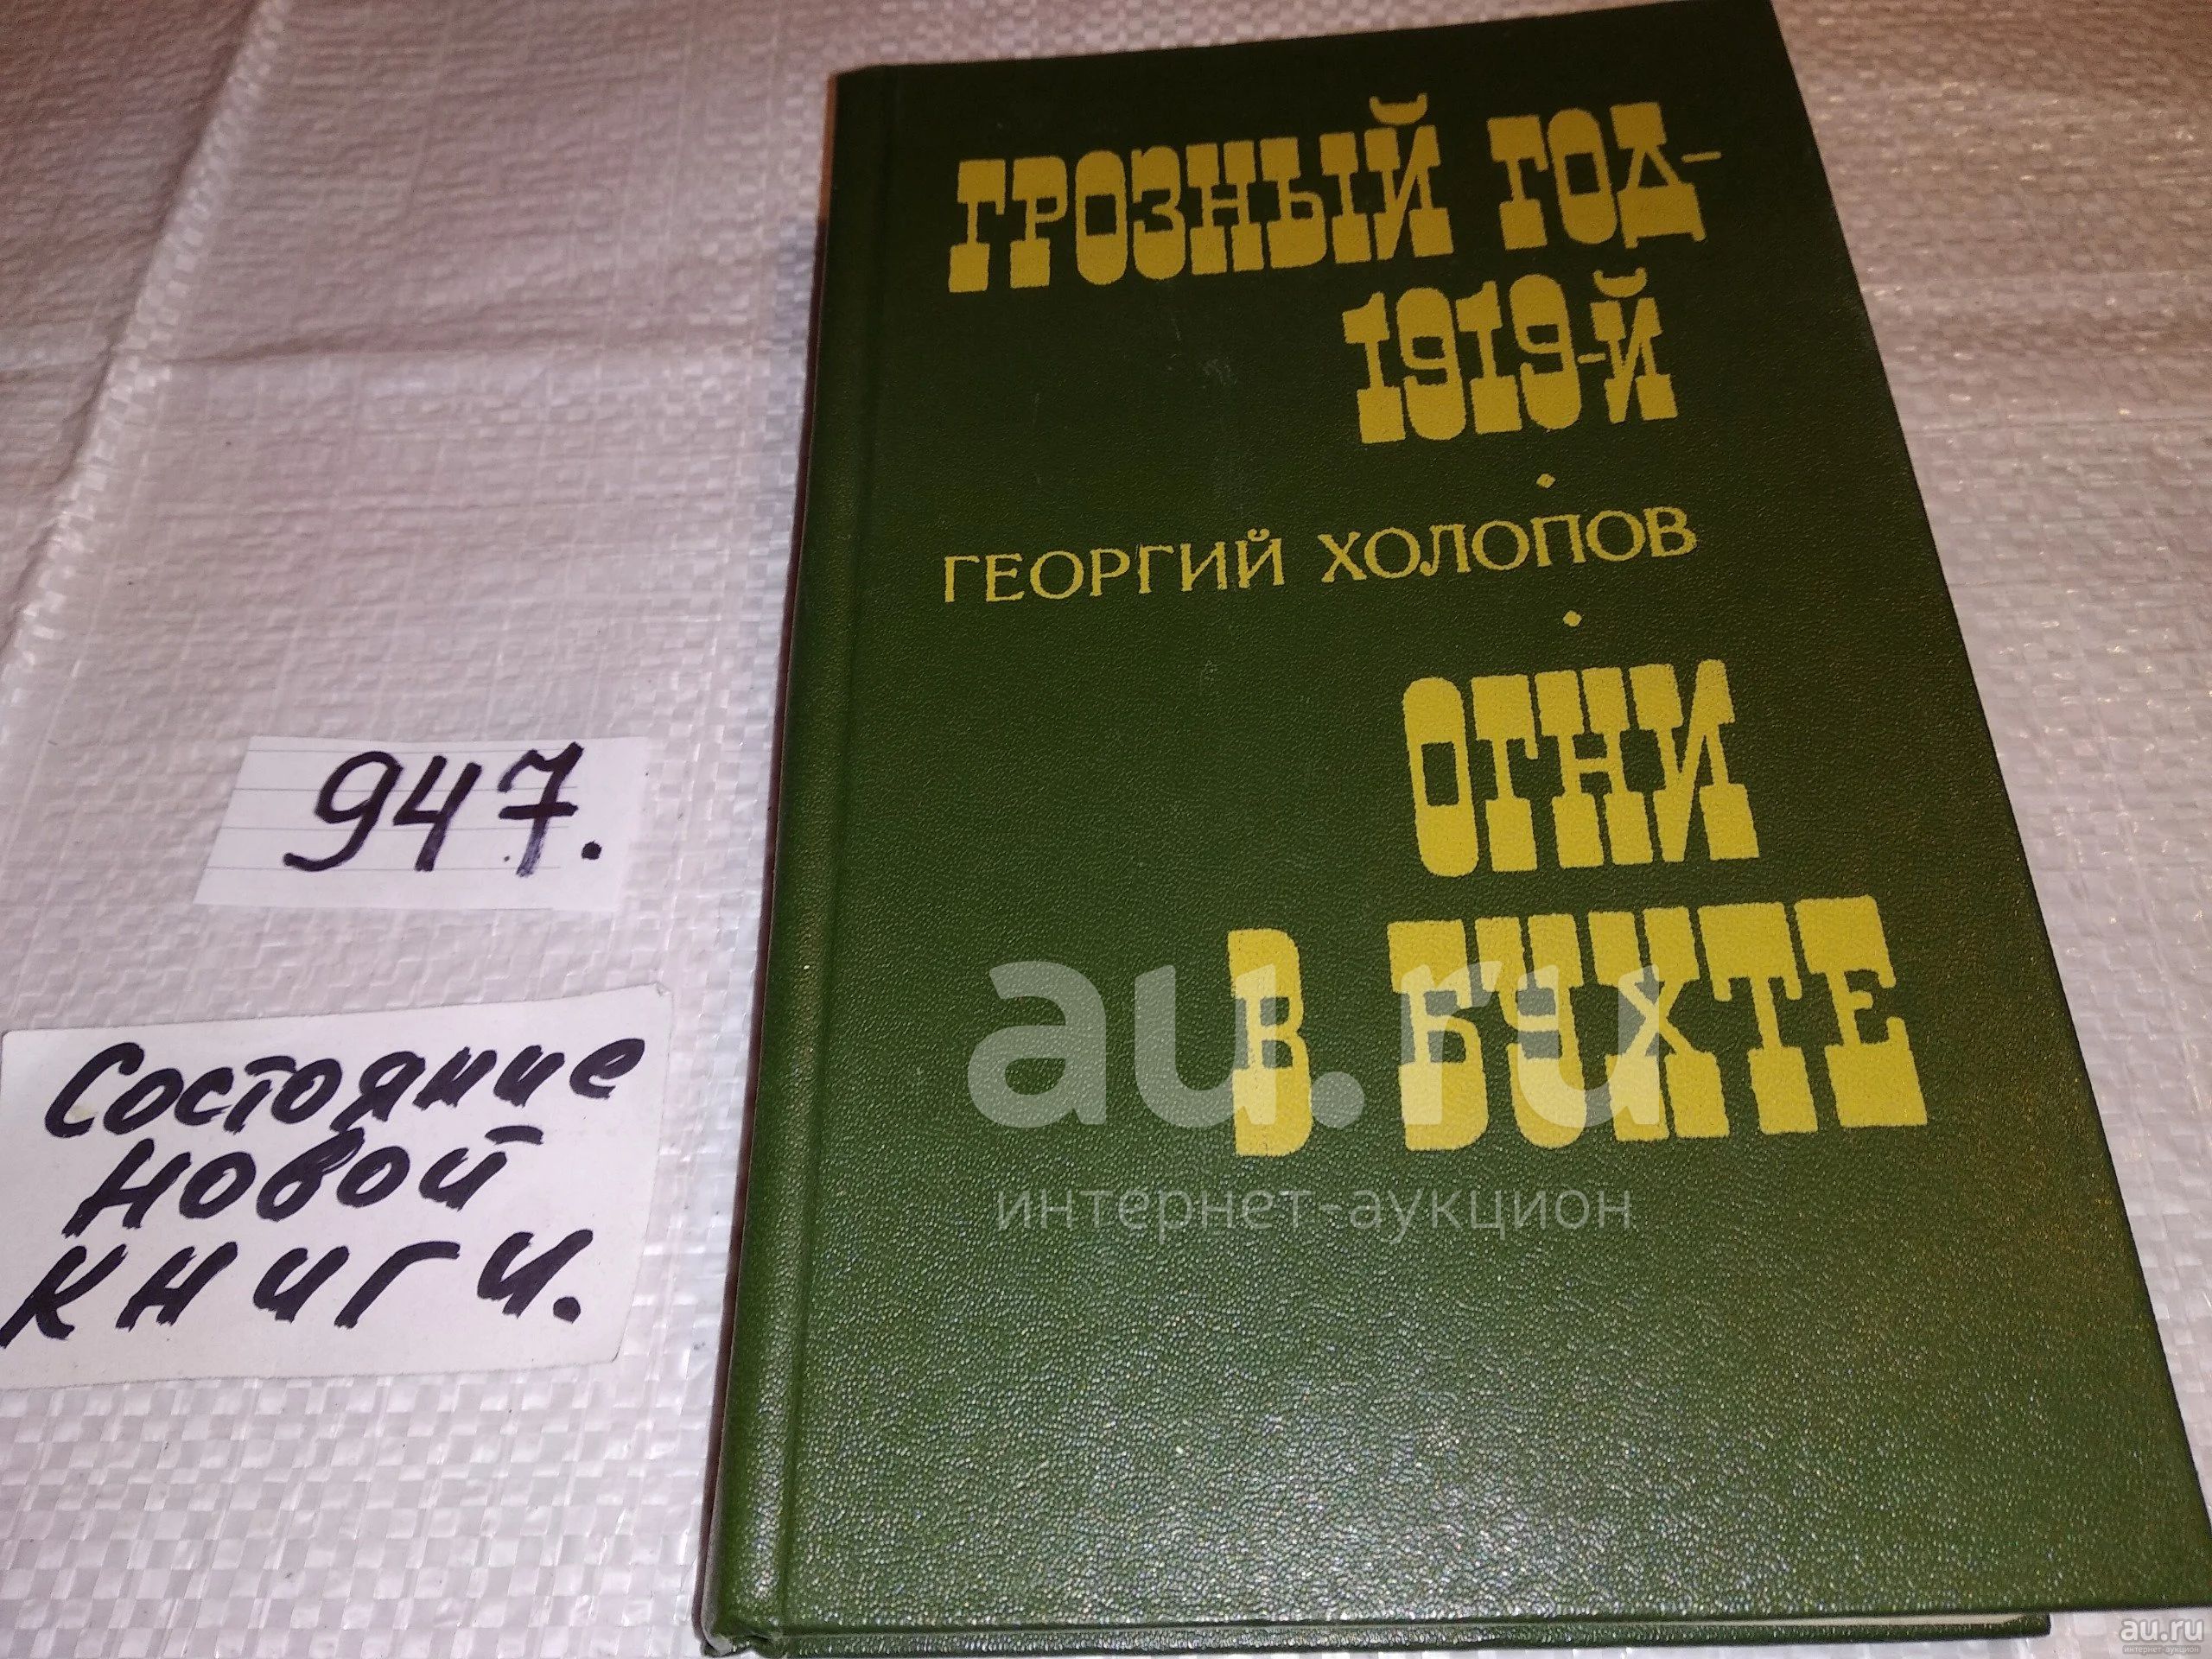 ГРОЗНЫЙ ГОД-
1919-Й
ГЕОРГИЙ ХОЛОПОВ
ОГНИ
В БУХТЕ
947.
Состояние
новой
книги.
au.ru
интернет-аукцион
au.ru
интернет-аукцион